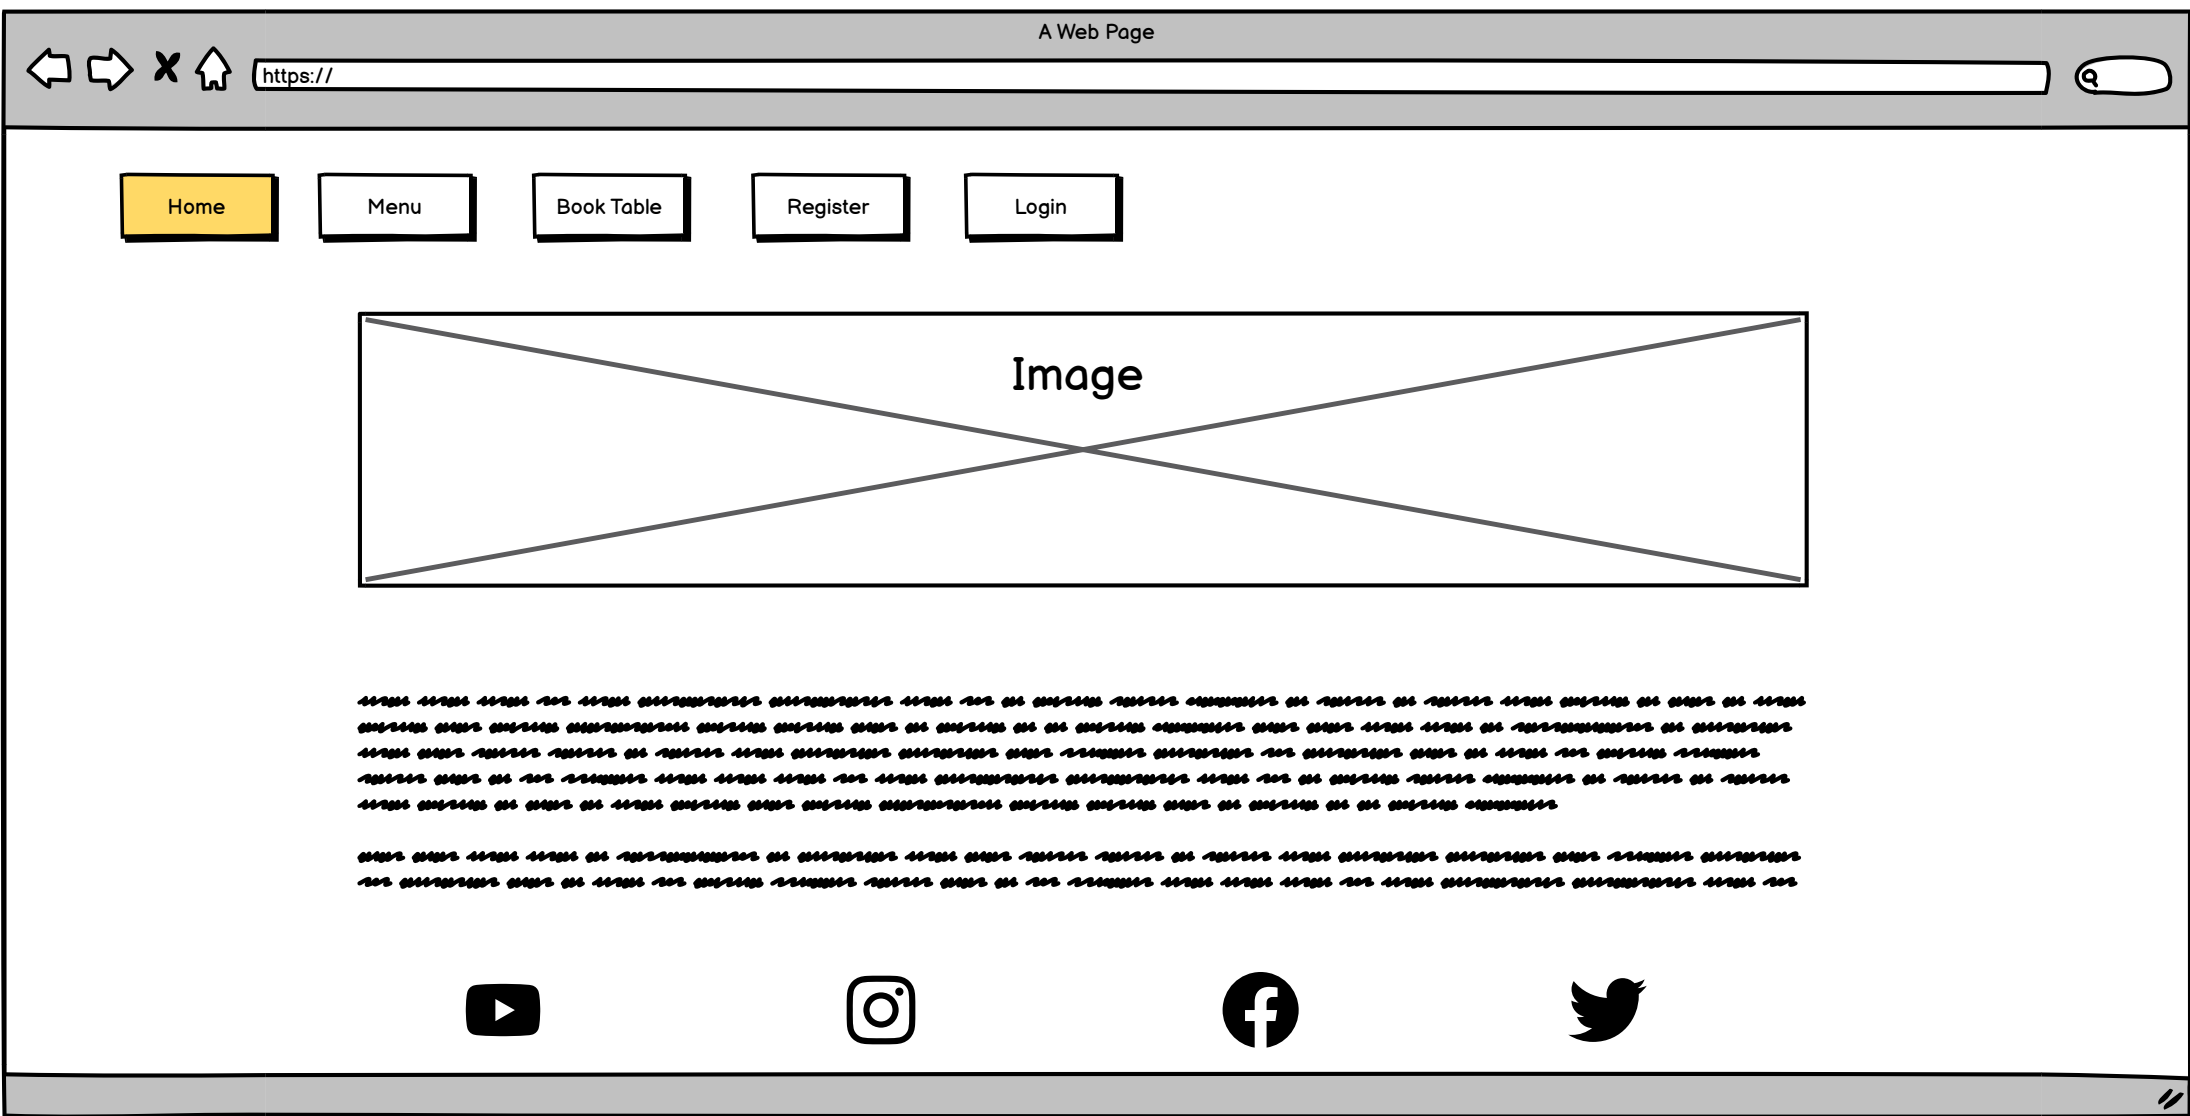 A Web Page
https://
Home
Menu
Book Table
Register
Login
Image